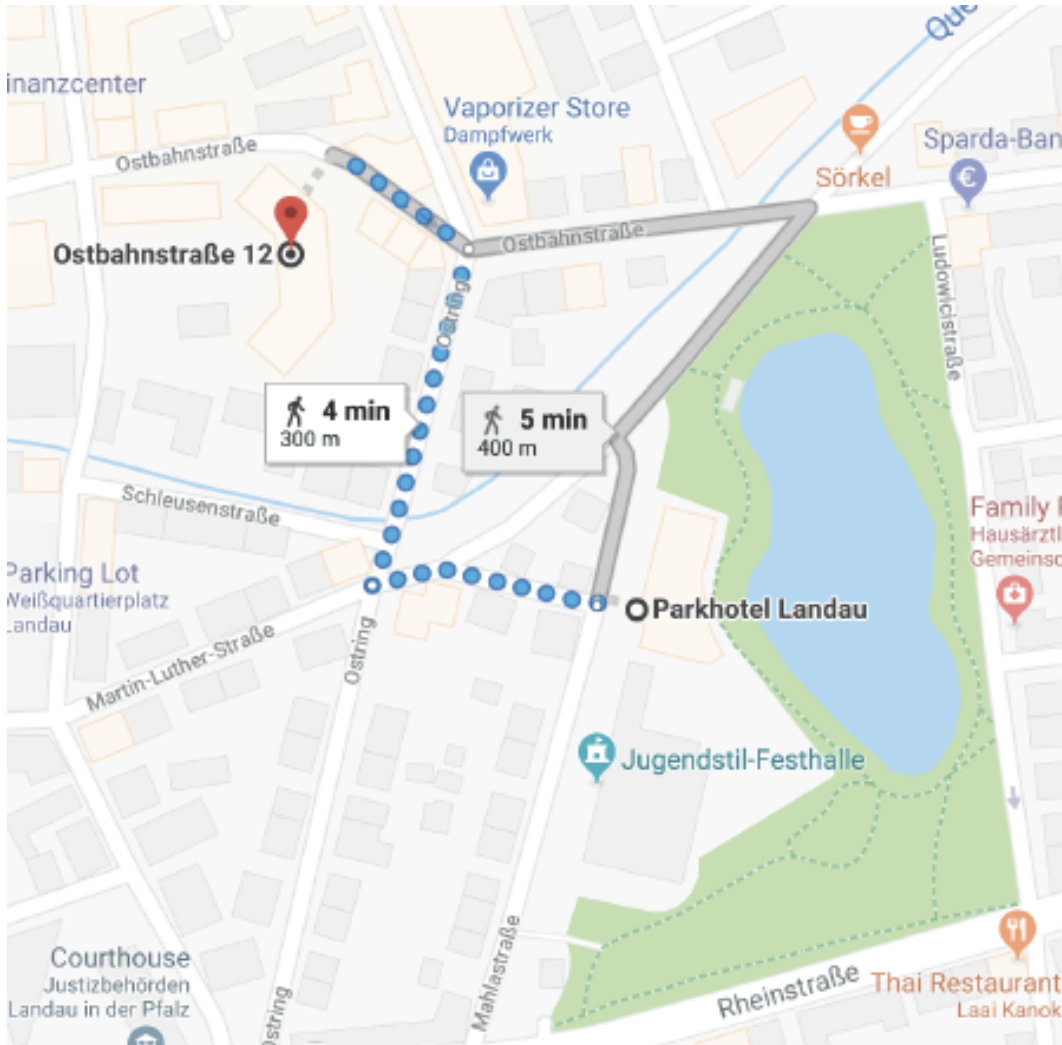 Que
inanzcenter
Vaporizer Store
Dampfwerk
Ostbahnstraße
Sörkel
Sparda-Ban
€
Ostbahnstraße 12
Ostbahnstraße
Ludowicistraße
Ostring
4 min
300 m
5 min
400 m
Schleusenstraße
Family
Hausärztl
Gemeinsc
Parking Lot
Weißquartierplatz
Landau
Parkhotel Landau
Martin-Luther-Straße
Ostring
Jugendstil-Festhalle
Courthouse
Justizbehörden
Landau in der Pfalz
Ostring
Mahlastraße
Rheinstraße
Thai Restaurant
Laai Kanok